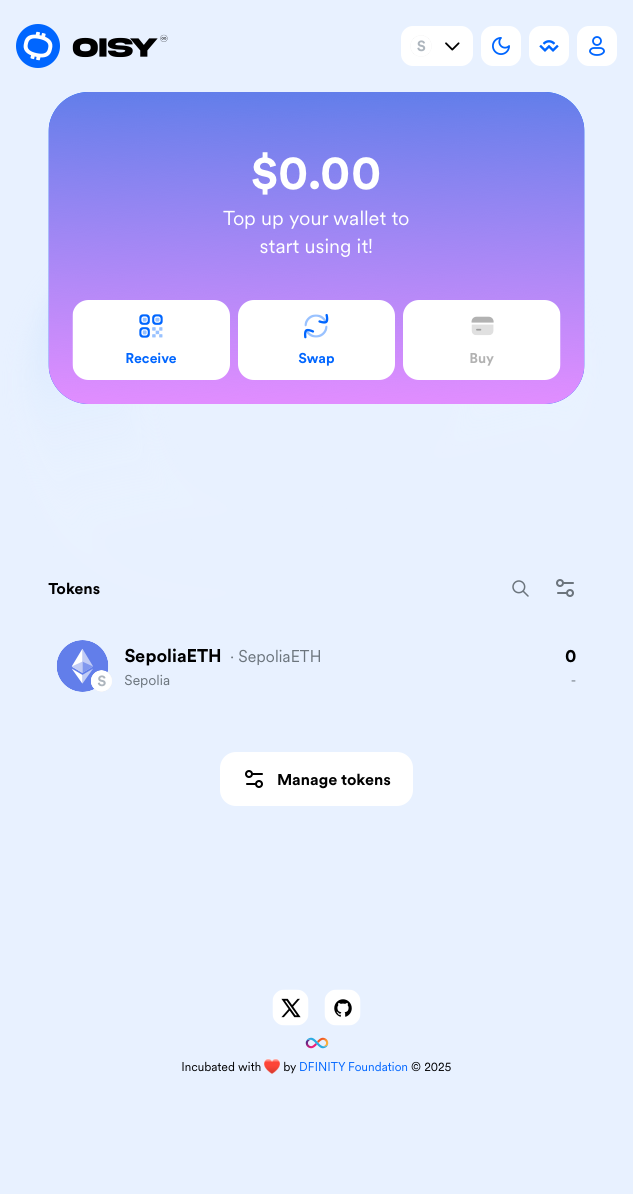 OISY
S
$0.00
Top up your wallet to
start using it!
Receive
Swap
Buy
Tokens
SepoliaETH · SepoliaETH
0
S
Sepolia
-
Manage tokens
Incubated with ❤️ by DFINITY Foundation © 2025